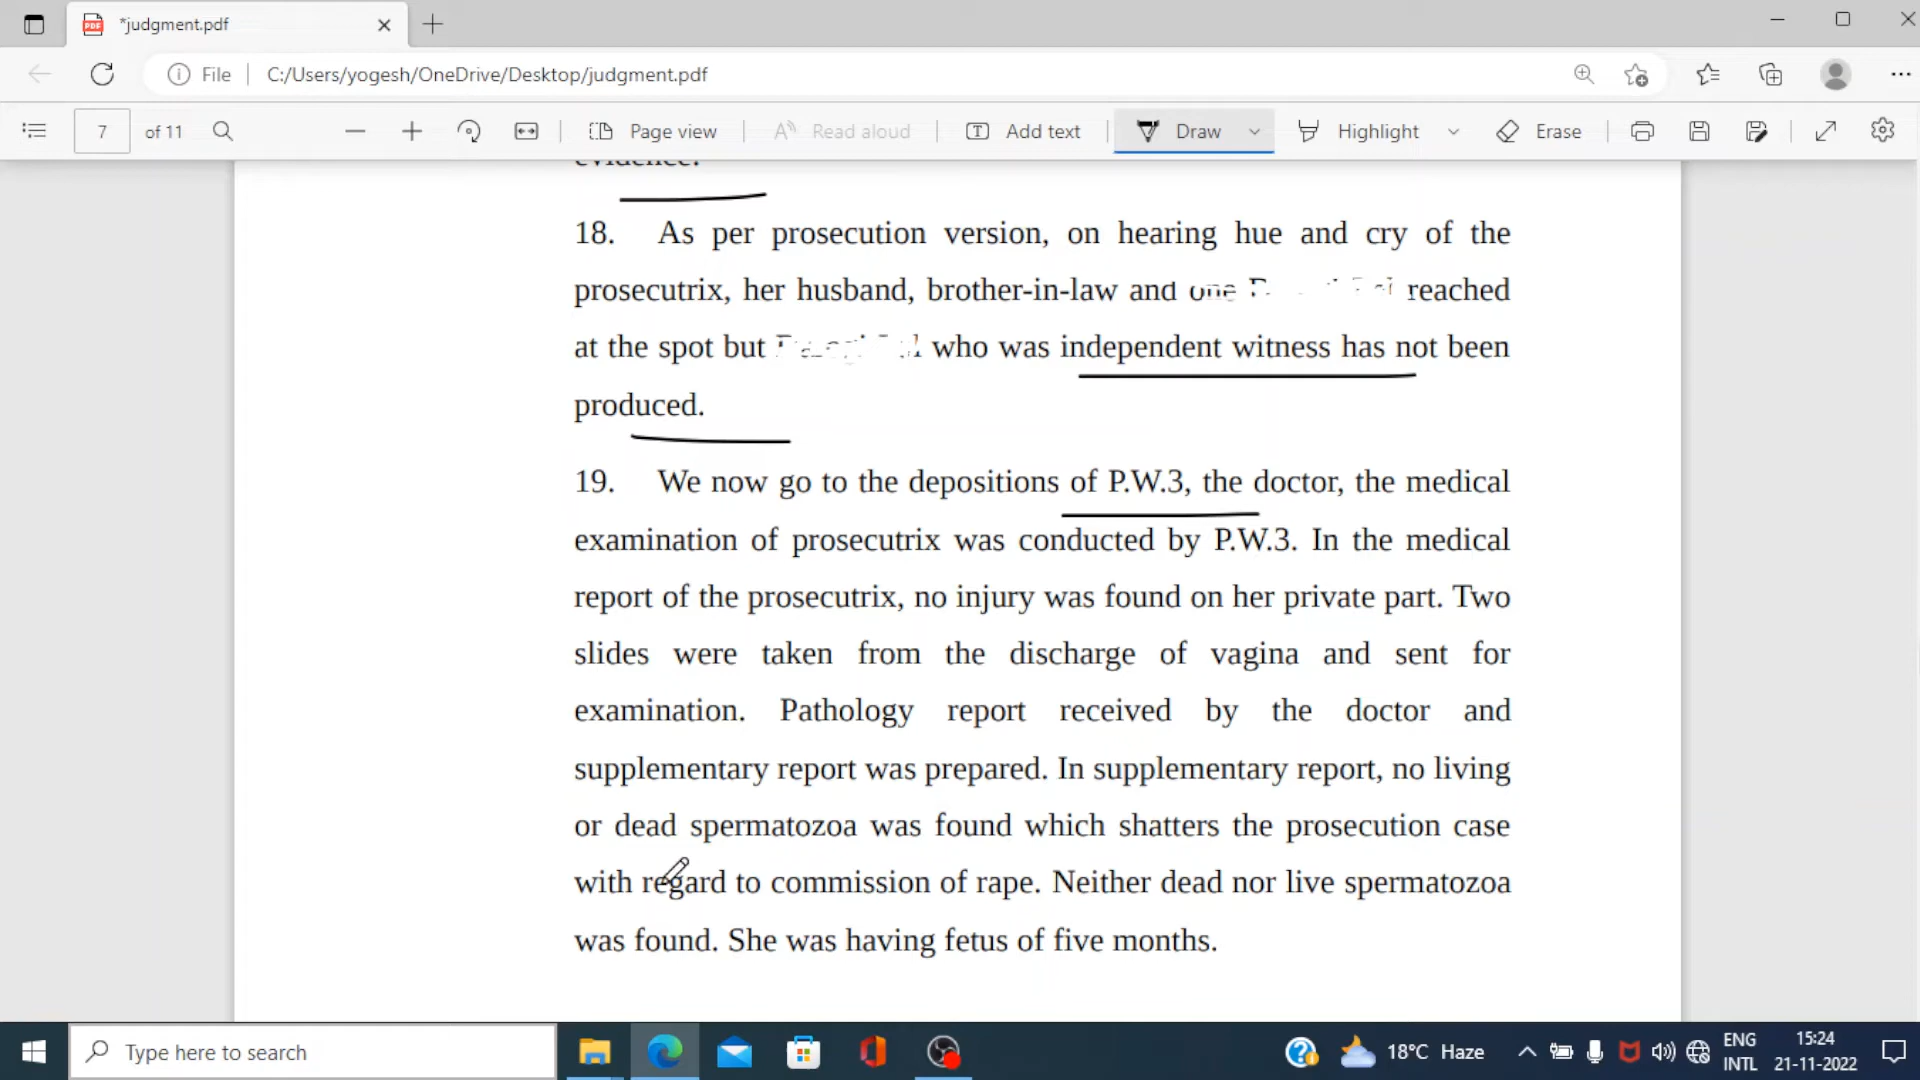 *judgment.pdf
File
C:/Users/yogesh/OneDrive/Desktop/judgment.pdf
7 of 11
Page view
Read aloud
Add text
Draw
Highlight
Erase
evidence.
18. As per prosecution version, on hearing hue and cry of the
prosecutrix, her husband, brother-in-law and one reached
at the spot but who was independent witness has not been
produced.
19. We now go to the depositions of P.W.3, the doctor, the medical
examination of prosecutrix was conducted by P.W.3. In the medical
report of the prosecutrix, no injury was found on her private part. Two
slides were taken from the discharge of vagina and sent for
examination. Pathology report received by the doctor and
supplementary report was prepared. In supplementary report, no living
or dead spermatozoa was found which shatters the prosecution case
with regard to commission of rape. Neither dead nor live spermatozoa
was found. She was having fetus of five months.
Type here to search
18°C Haze
ENG
INTL
15:24
21-11-2022